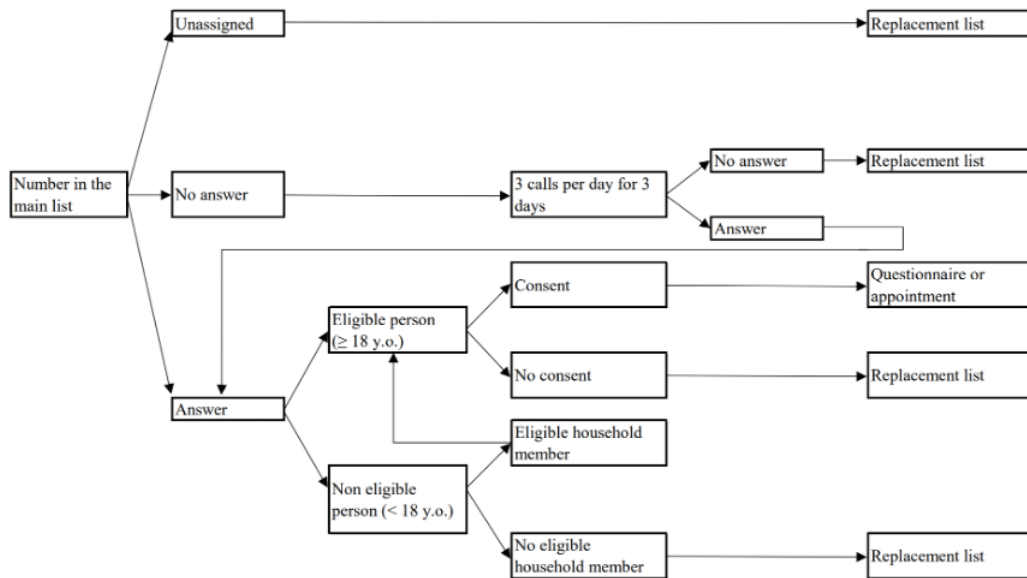 Unassigned
Replacement list
Number in the
main list
No answer
3 calls per day for 3
days
No answer
Replacement list
Answer
Consent
Questionnaire or
appointment
Eligible person
(≥ 18 y.o.)
No consent
Replacement list
Answer
Eligible household
member
Non eligible
person (< 18 y.o.)
No eligible
household member
Replacement list